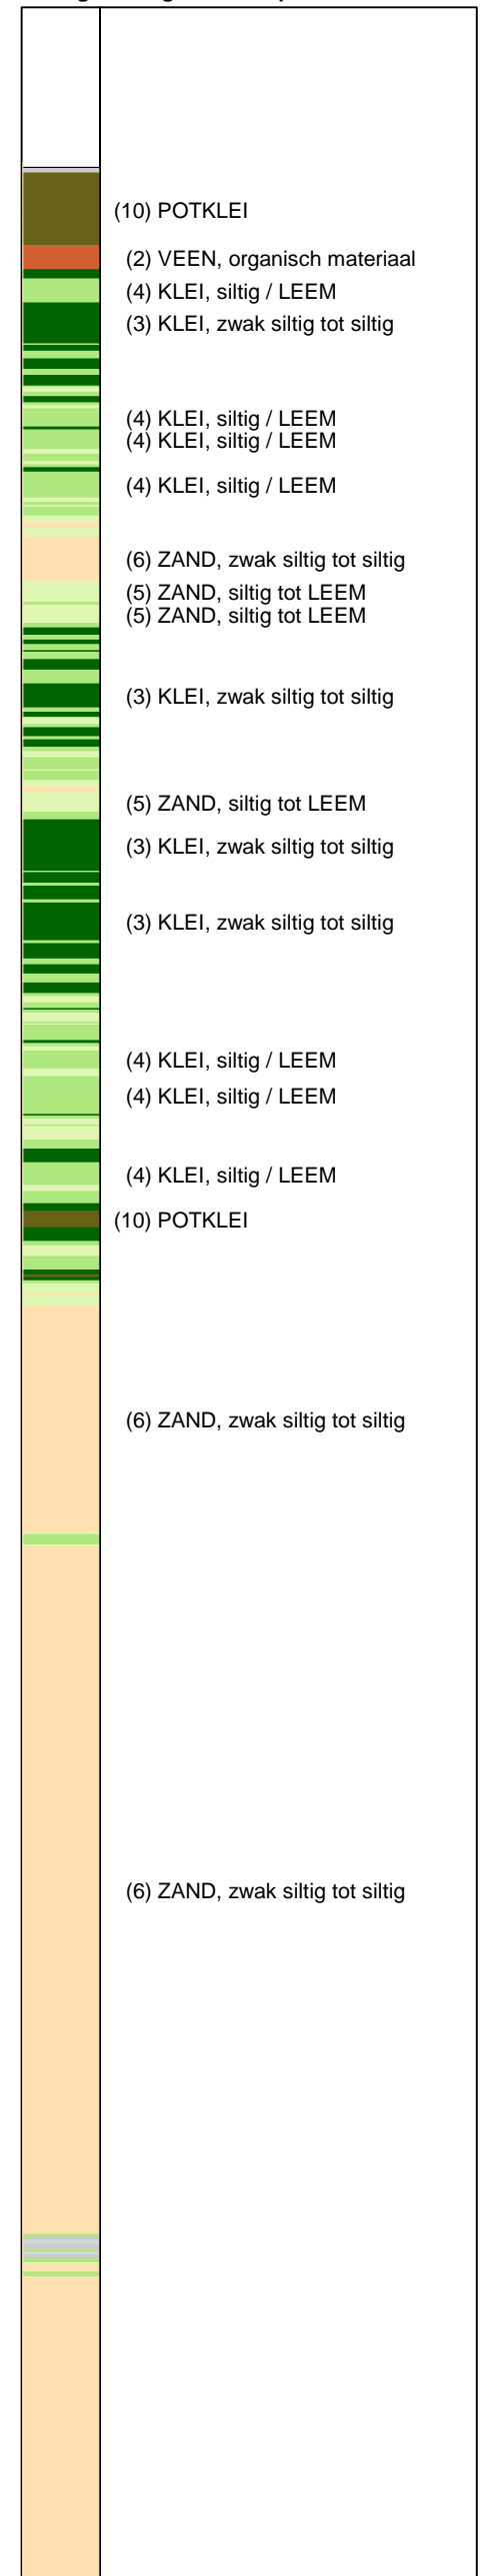 (10) POTKLEI
(2) VEEN, organisch materiaal
(4) KLEI, siltig / LEEM
(3) KLEI, zwak siltig tot siltig
(4) KLEI, siltig / LEEM
(4) KLEI, siltig / LEEM
(4) KLEI, siltig / LEEM
(6) ZAND, zwak siltig tot siltig
(5) ZAND, siltig tot LEEM
(5) ZAND, siltig tot LEEM
(3) KLEI, zwak siltig tot siltig
(5) ZAND, siltig tot LEEM
(3) KLEI, zwak siltig tot siltig
(3) KLEI, zwak siltig tot siltig
(4) KLEI, siltig / LEEM
(4) KLEI, siltig / LEEM
(4) KLEI, siltig / LEEM
(10) POTKLEI
(6) ZAND, zwak siltig tot siltig
(6) ZAND, zwak siltig tot siltig